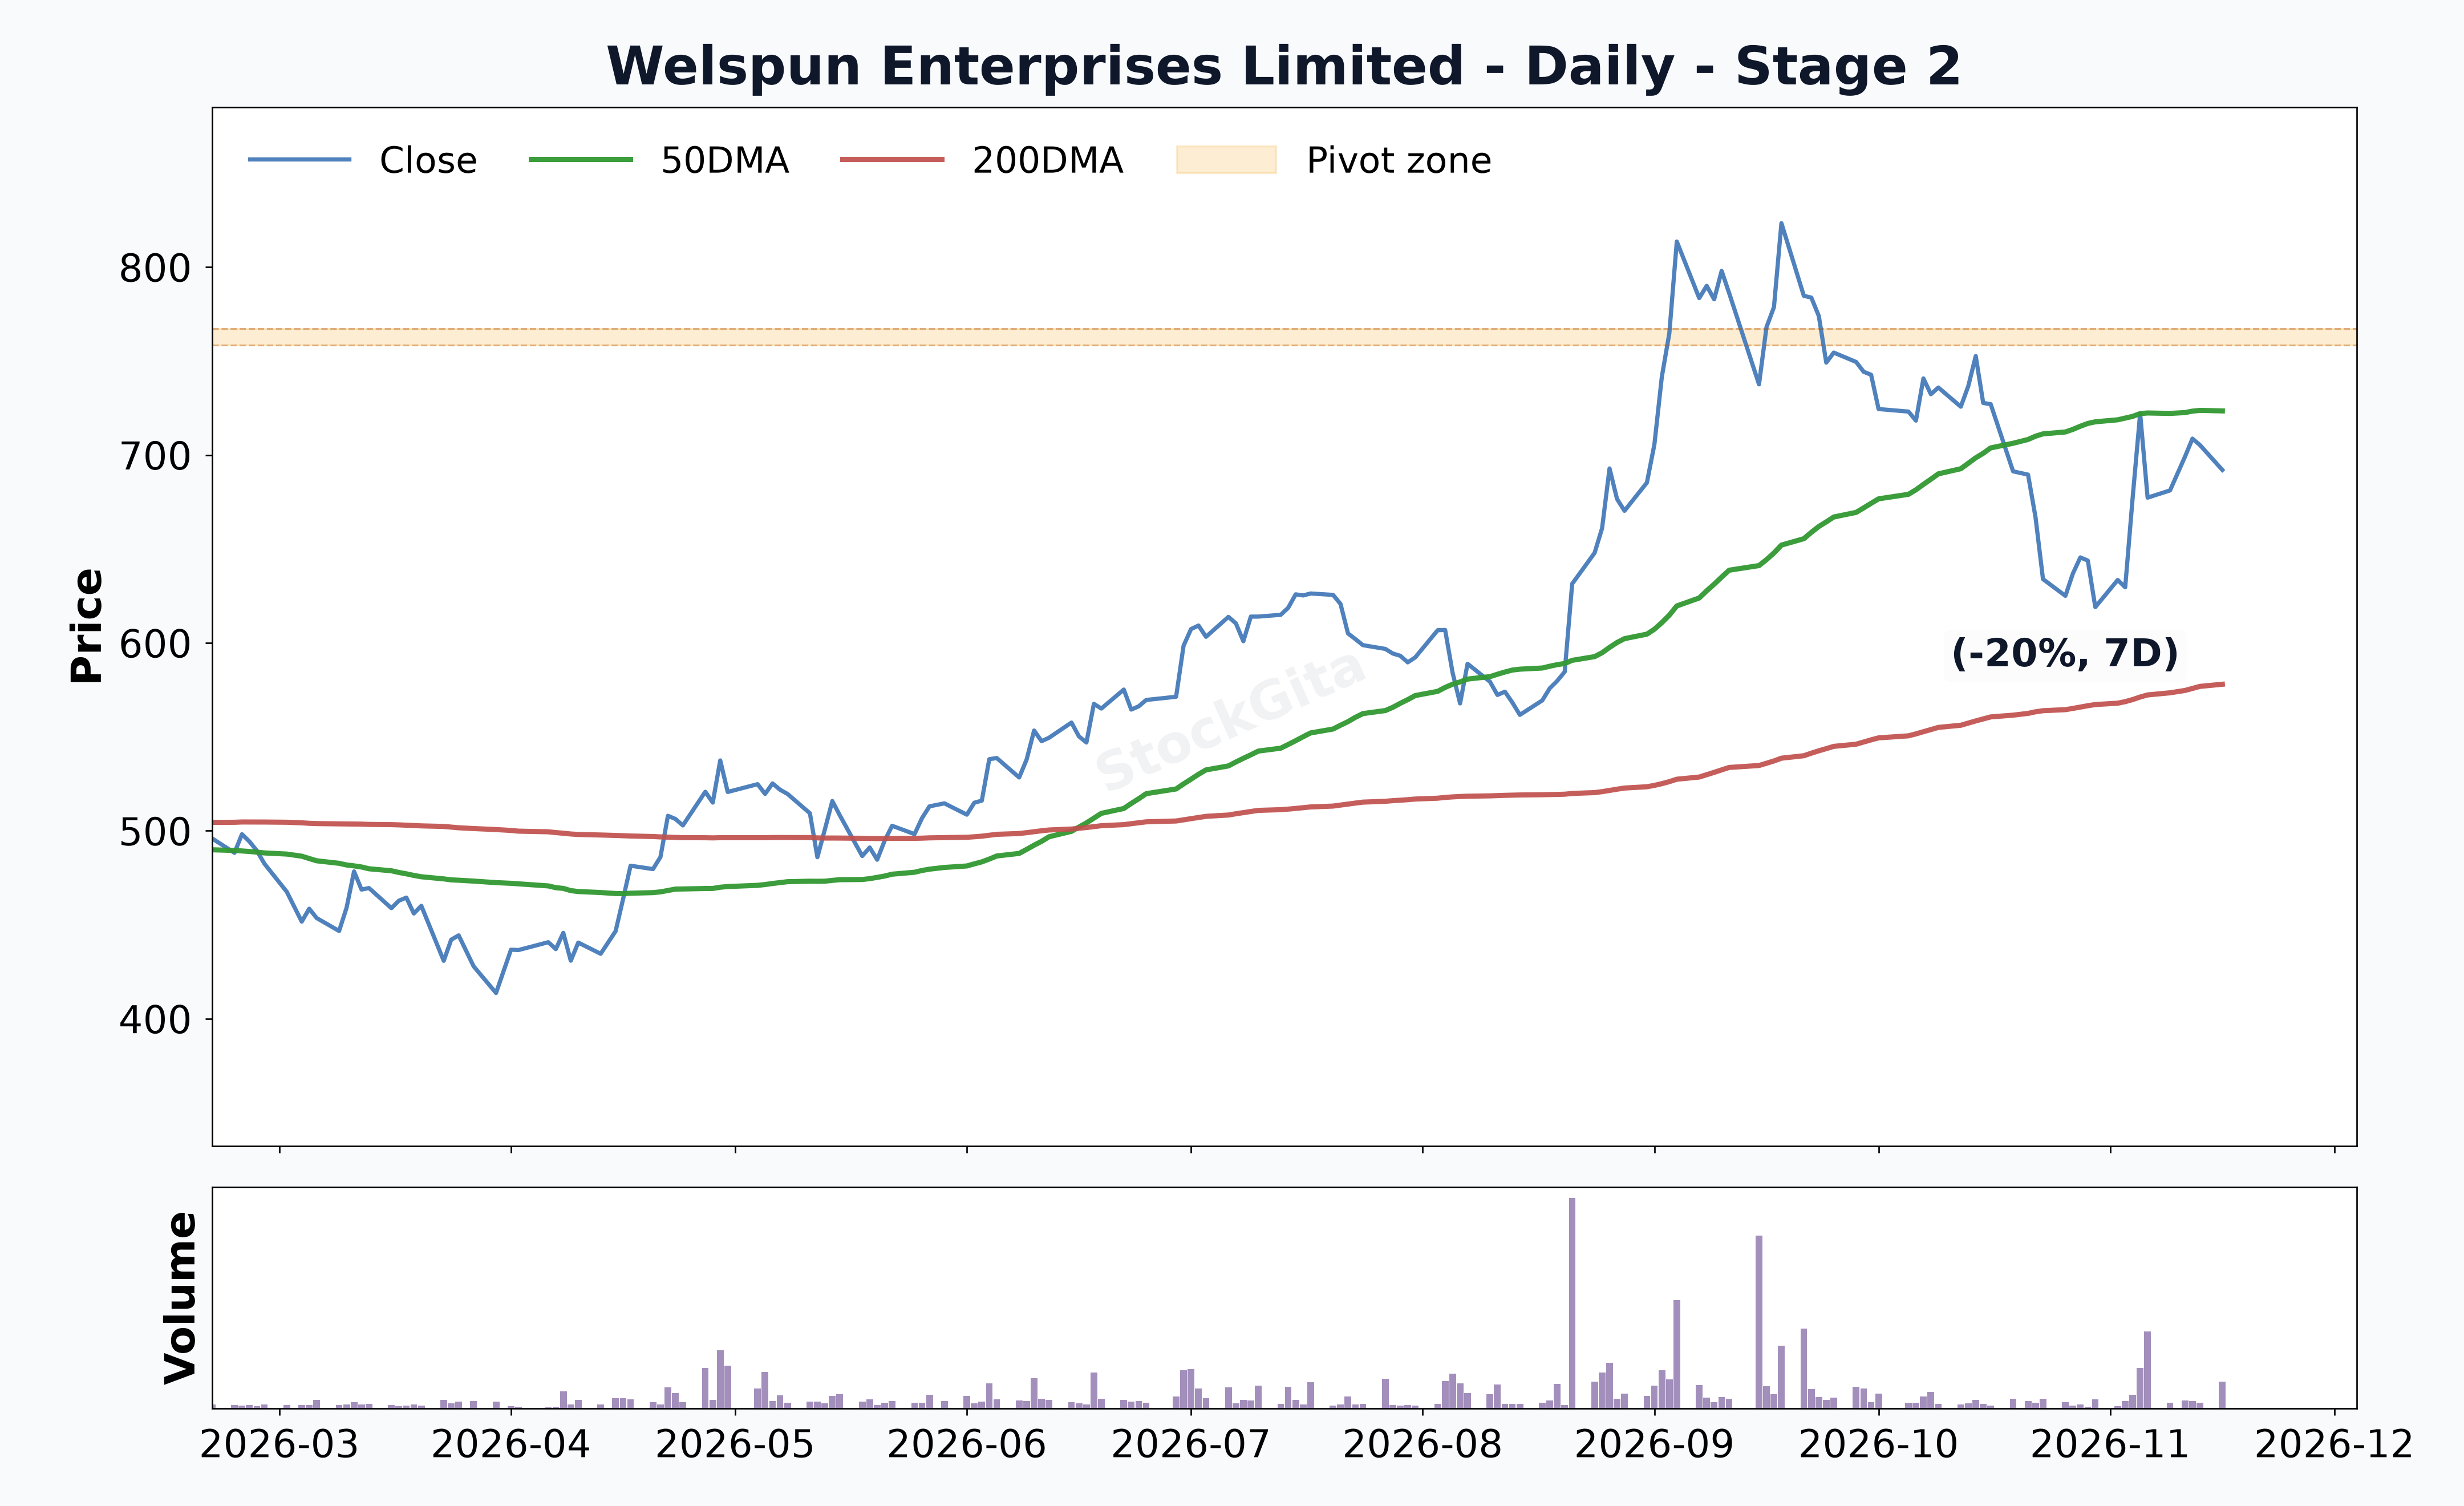 Welspun Enterprises Limited - Daily - Stage 2
Close 50DMA 200DMA Pivot zone
800
700
600
500
400
Price
StockGita
(-20%, 7D)
Volume
2026-03 2026-04 2026-05 2026-06 2026-07 2026-08 2026-09 2026-10 2026-11 2026-12